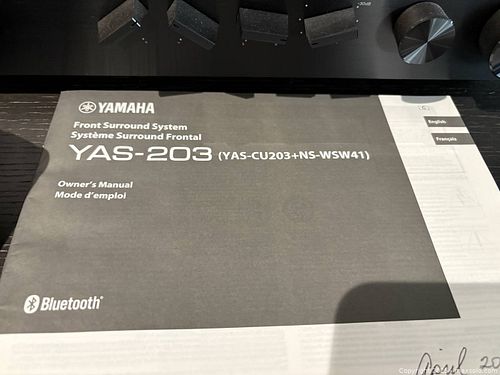 -30dB
YAMAHA
Front Surround System
Système Surround Frontal
YAS-203 (YAS-CU203+NS-WSW41)
Owner's Manual
Mode d'emploi
English
Français
Bluetooth®